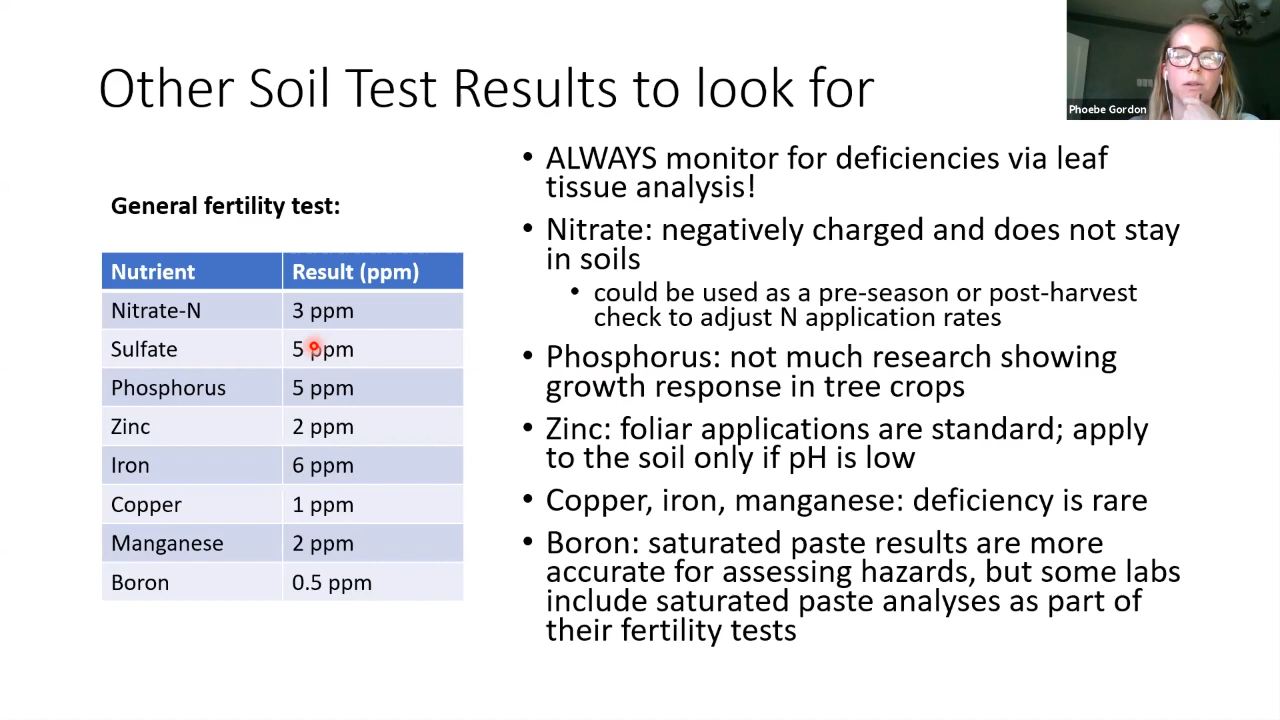 Other Soil Test Results to look for
Phoebe Gordon
General fertility test:
Nutrient Result (ppm)
Nitrate-N 3 ppm
Sulfate 5 ppm
Phosphorus 5 ppm
Zinc 2 ppm
Iron 6 ppm
Copper 1 ppm
Manganese 2 ppm
Boron 0.5 ppm
• ALWAYS monitor for deficiencies via leaf
tissue analysis!
• Nitrate: negatively charged and does not stay
in soils
• could be used as a pre-season or post-harvest
check to adjust N application rates
• Phosphorus: not much research showing
growth response in tree crops
• Zinc: foliar applications are standard; apply
to the soil only if pH is low
• Copper, iron, manganese: deficiency is rare
• Boron: saturated paste results are more
accurate for assessing hazards, but some labs
include saturated paste analyses as part of
their fertility tests